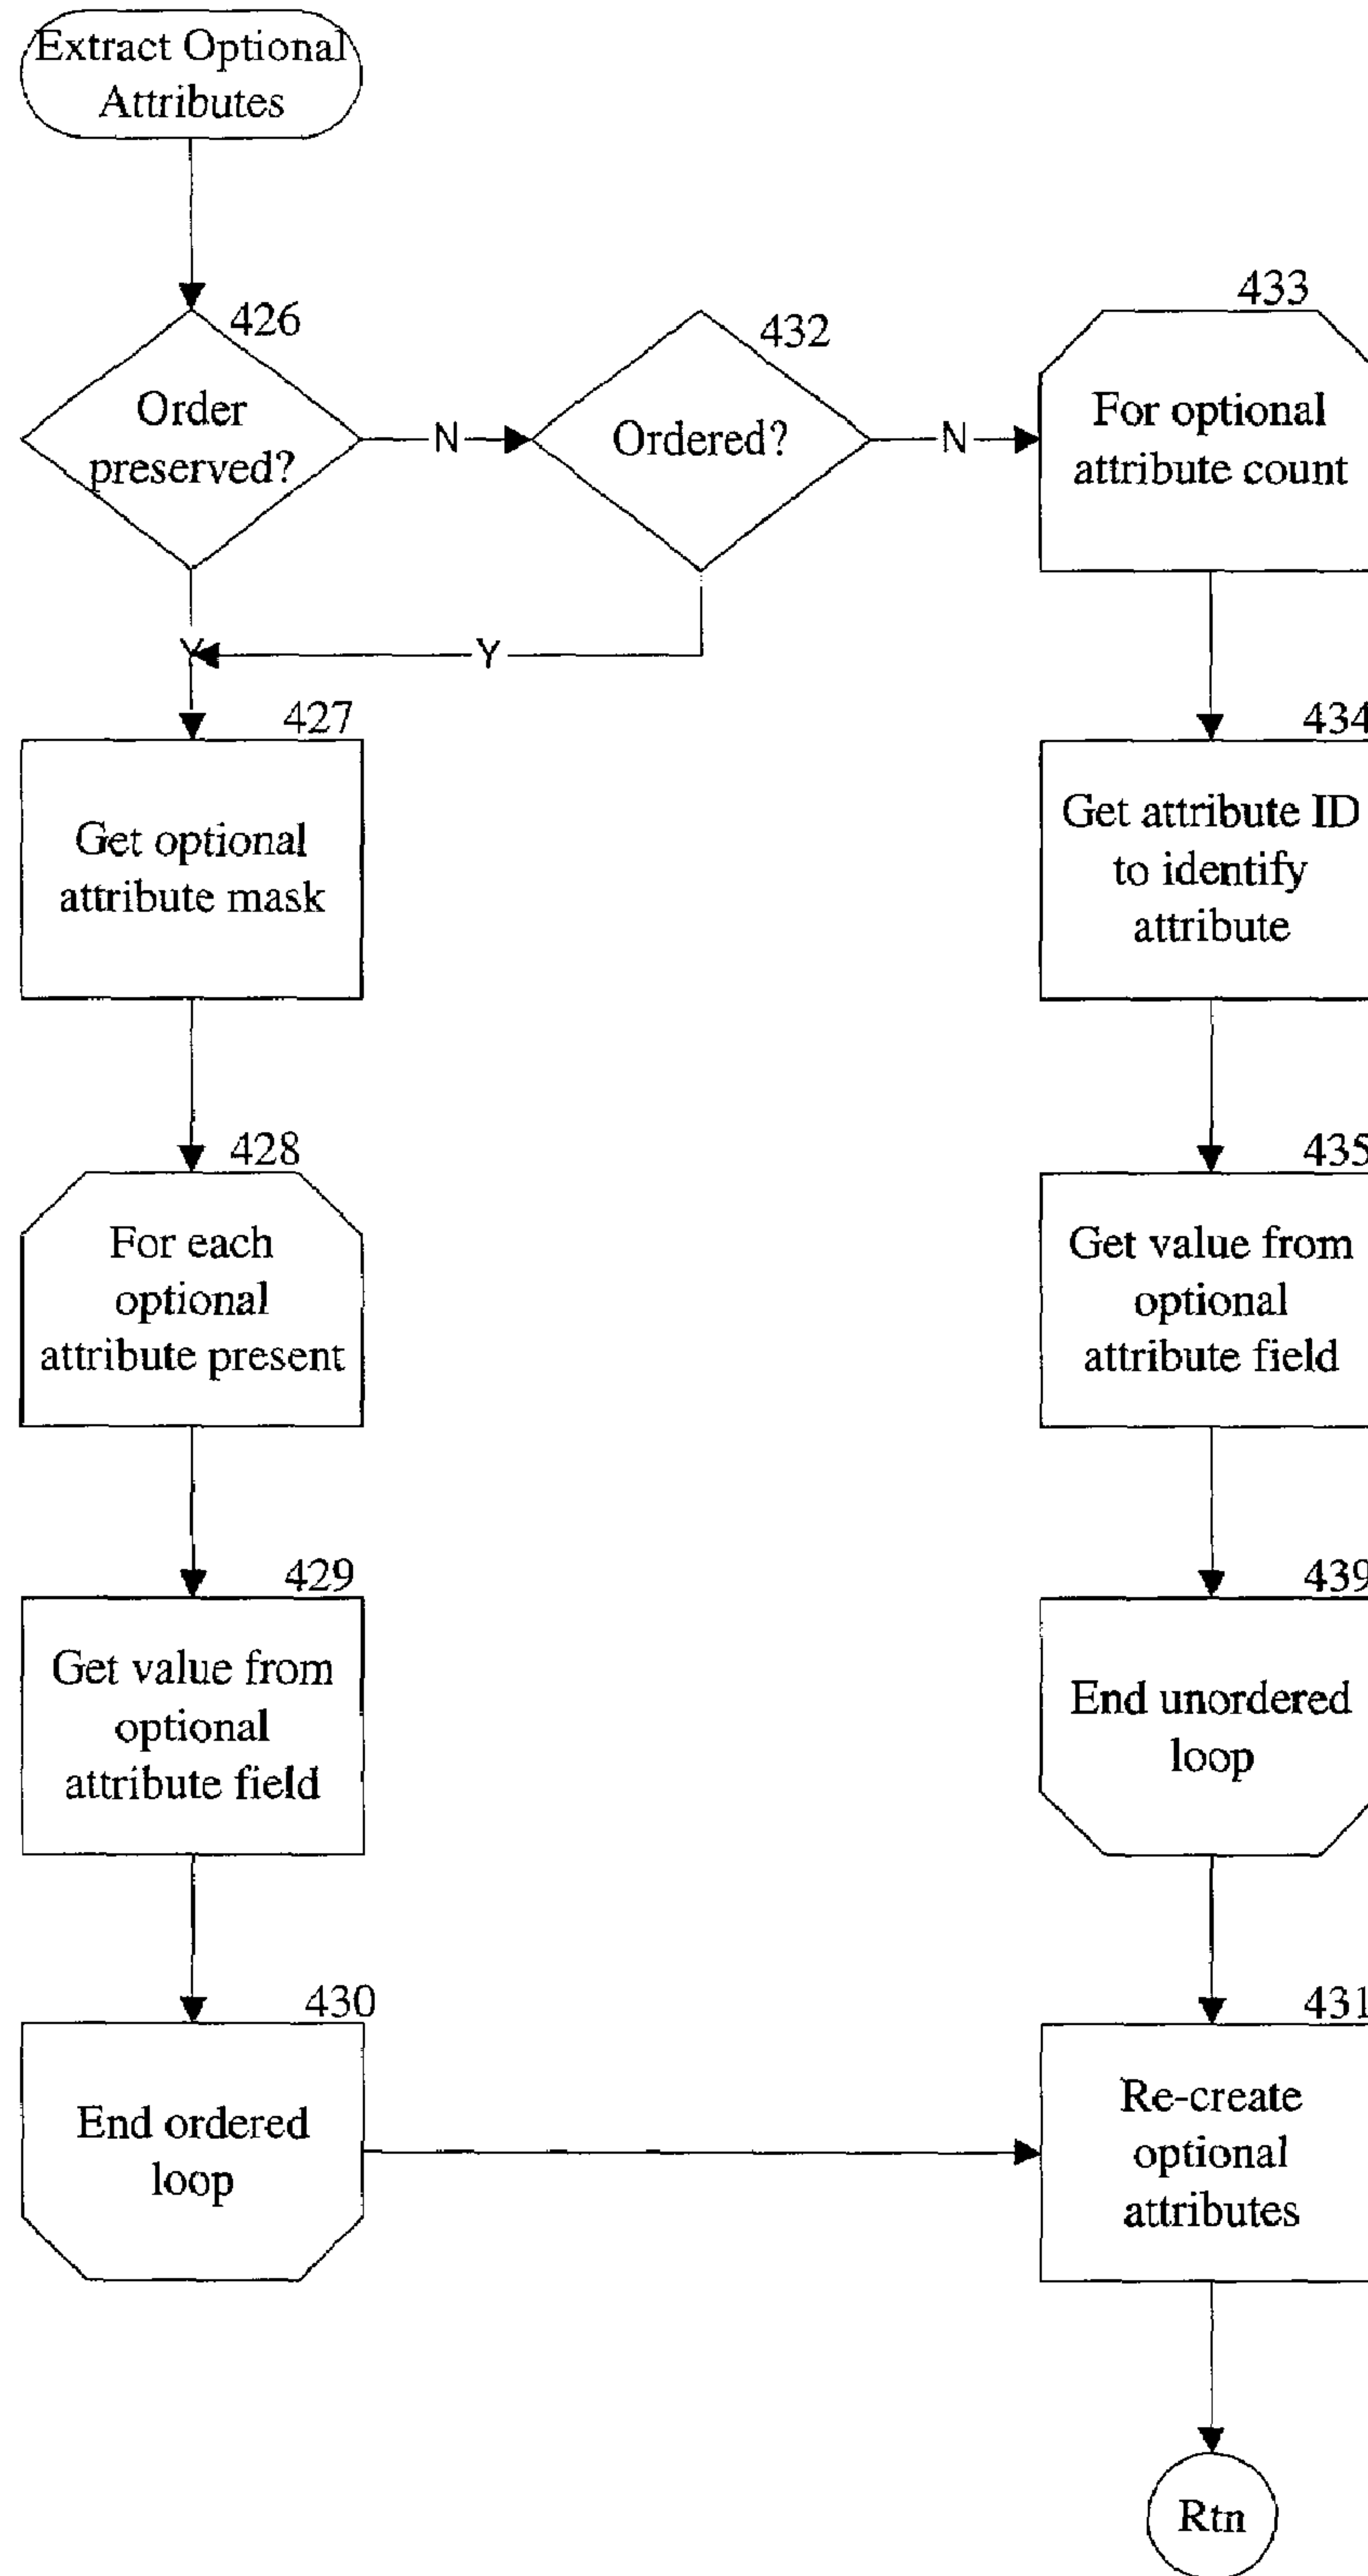 Extract Optional
Attributes
426
Order
preserved?
N
432
Ordered?
N
433
For optional
attribute count
Y
Y
427
Get optional
attribute mask
434
Get attribute ID
to identify
attribute
428
For each
optional
attribute present
435
Get value from
optional
attribute field
429
Get value from
optional
attribute field
439
End unordered
loop
430
End ordered
loop
431
Re-create
optional
attributes
Rtn